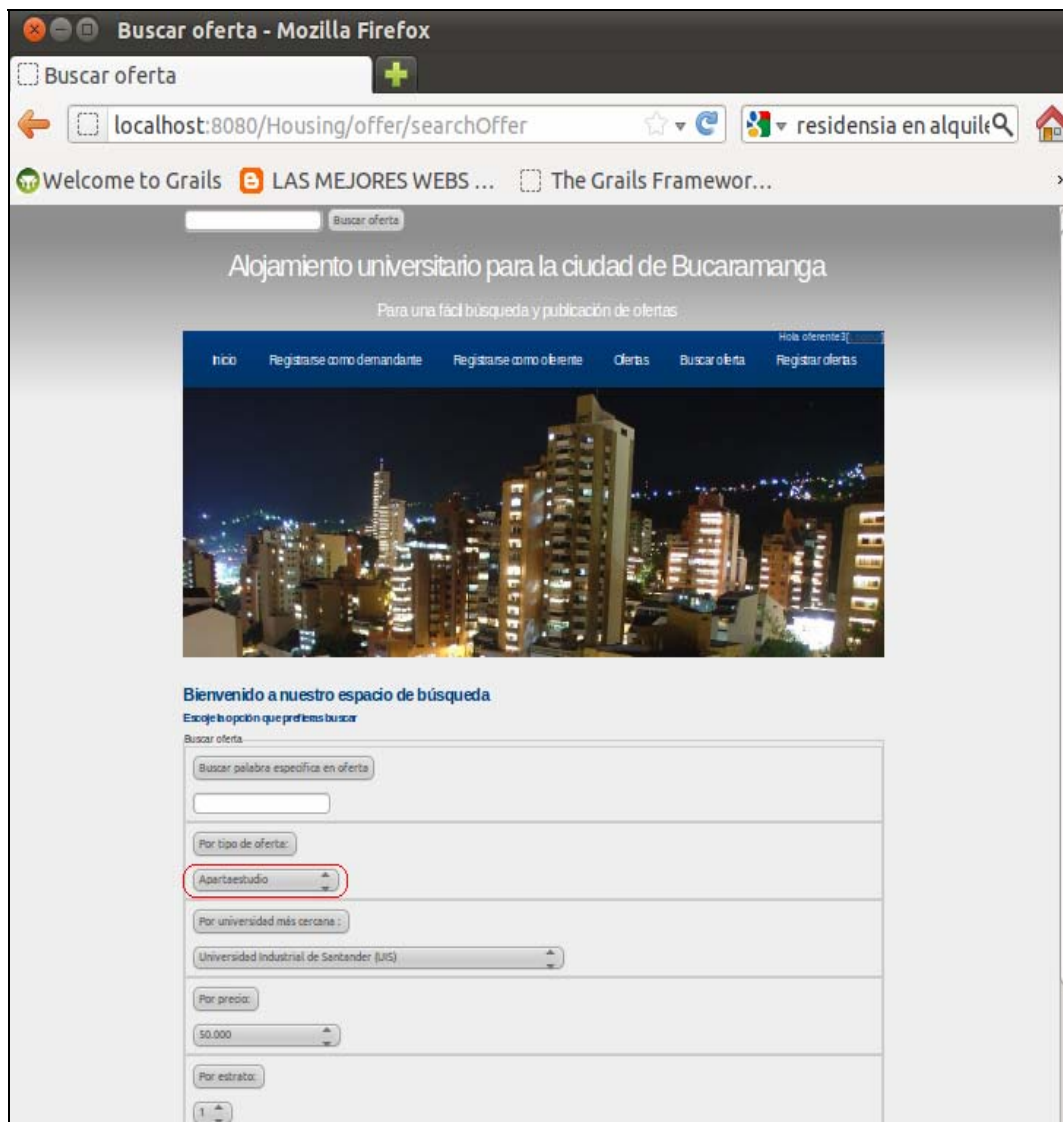 Buscar oferta - Mozilla Firefox
Buscar oferta
localhost:8080/Housing/offer/searchOffer
residensia en alquile
Welcome to Grails LAS MEJORES WEBS ... The Grails Framewor...
Buscar oferta
Alojamiento universitario para la ciudad de Bucaramanga
Para una fácil búsqueda y publicación de ofertas
Hola oferente3[
Inicio Registrarse como demandante Registrarse como oferente Ofertas Buscar oferta Registrar ofertas
Bienvenido a nuestro espacio de búsqueda
Escoje la opción que prefieras buscar
Buscar oferta
Buscar palabra especifica en oferta
Por tipo de oferta:
Apartaestudio
Por universidad más cercana :
Universidad Industrial de Santander (UIS)
Por precio:
50.000
Por estrato:
1